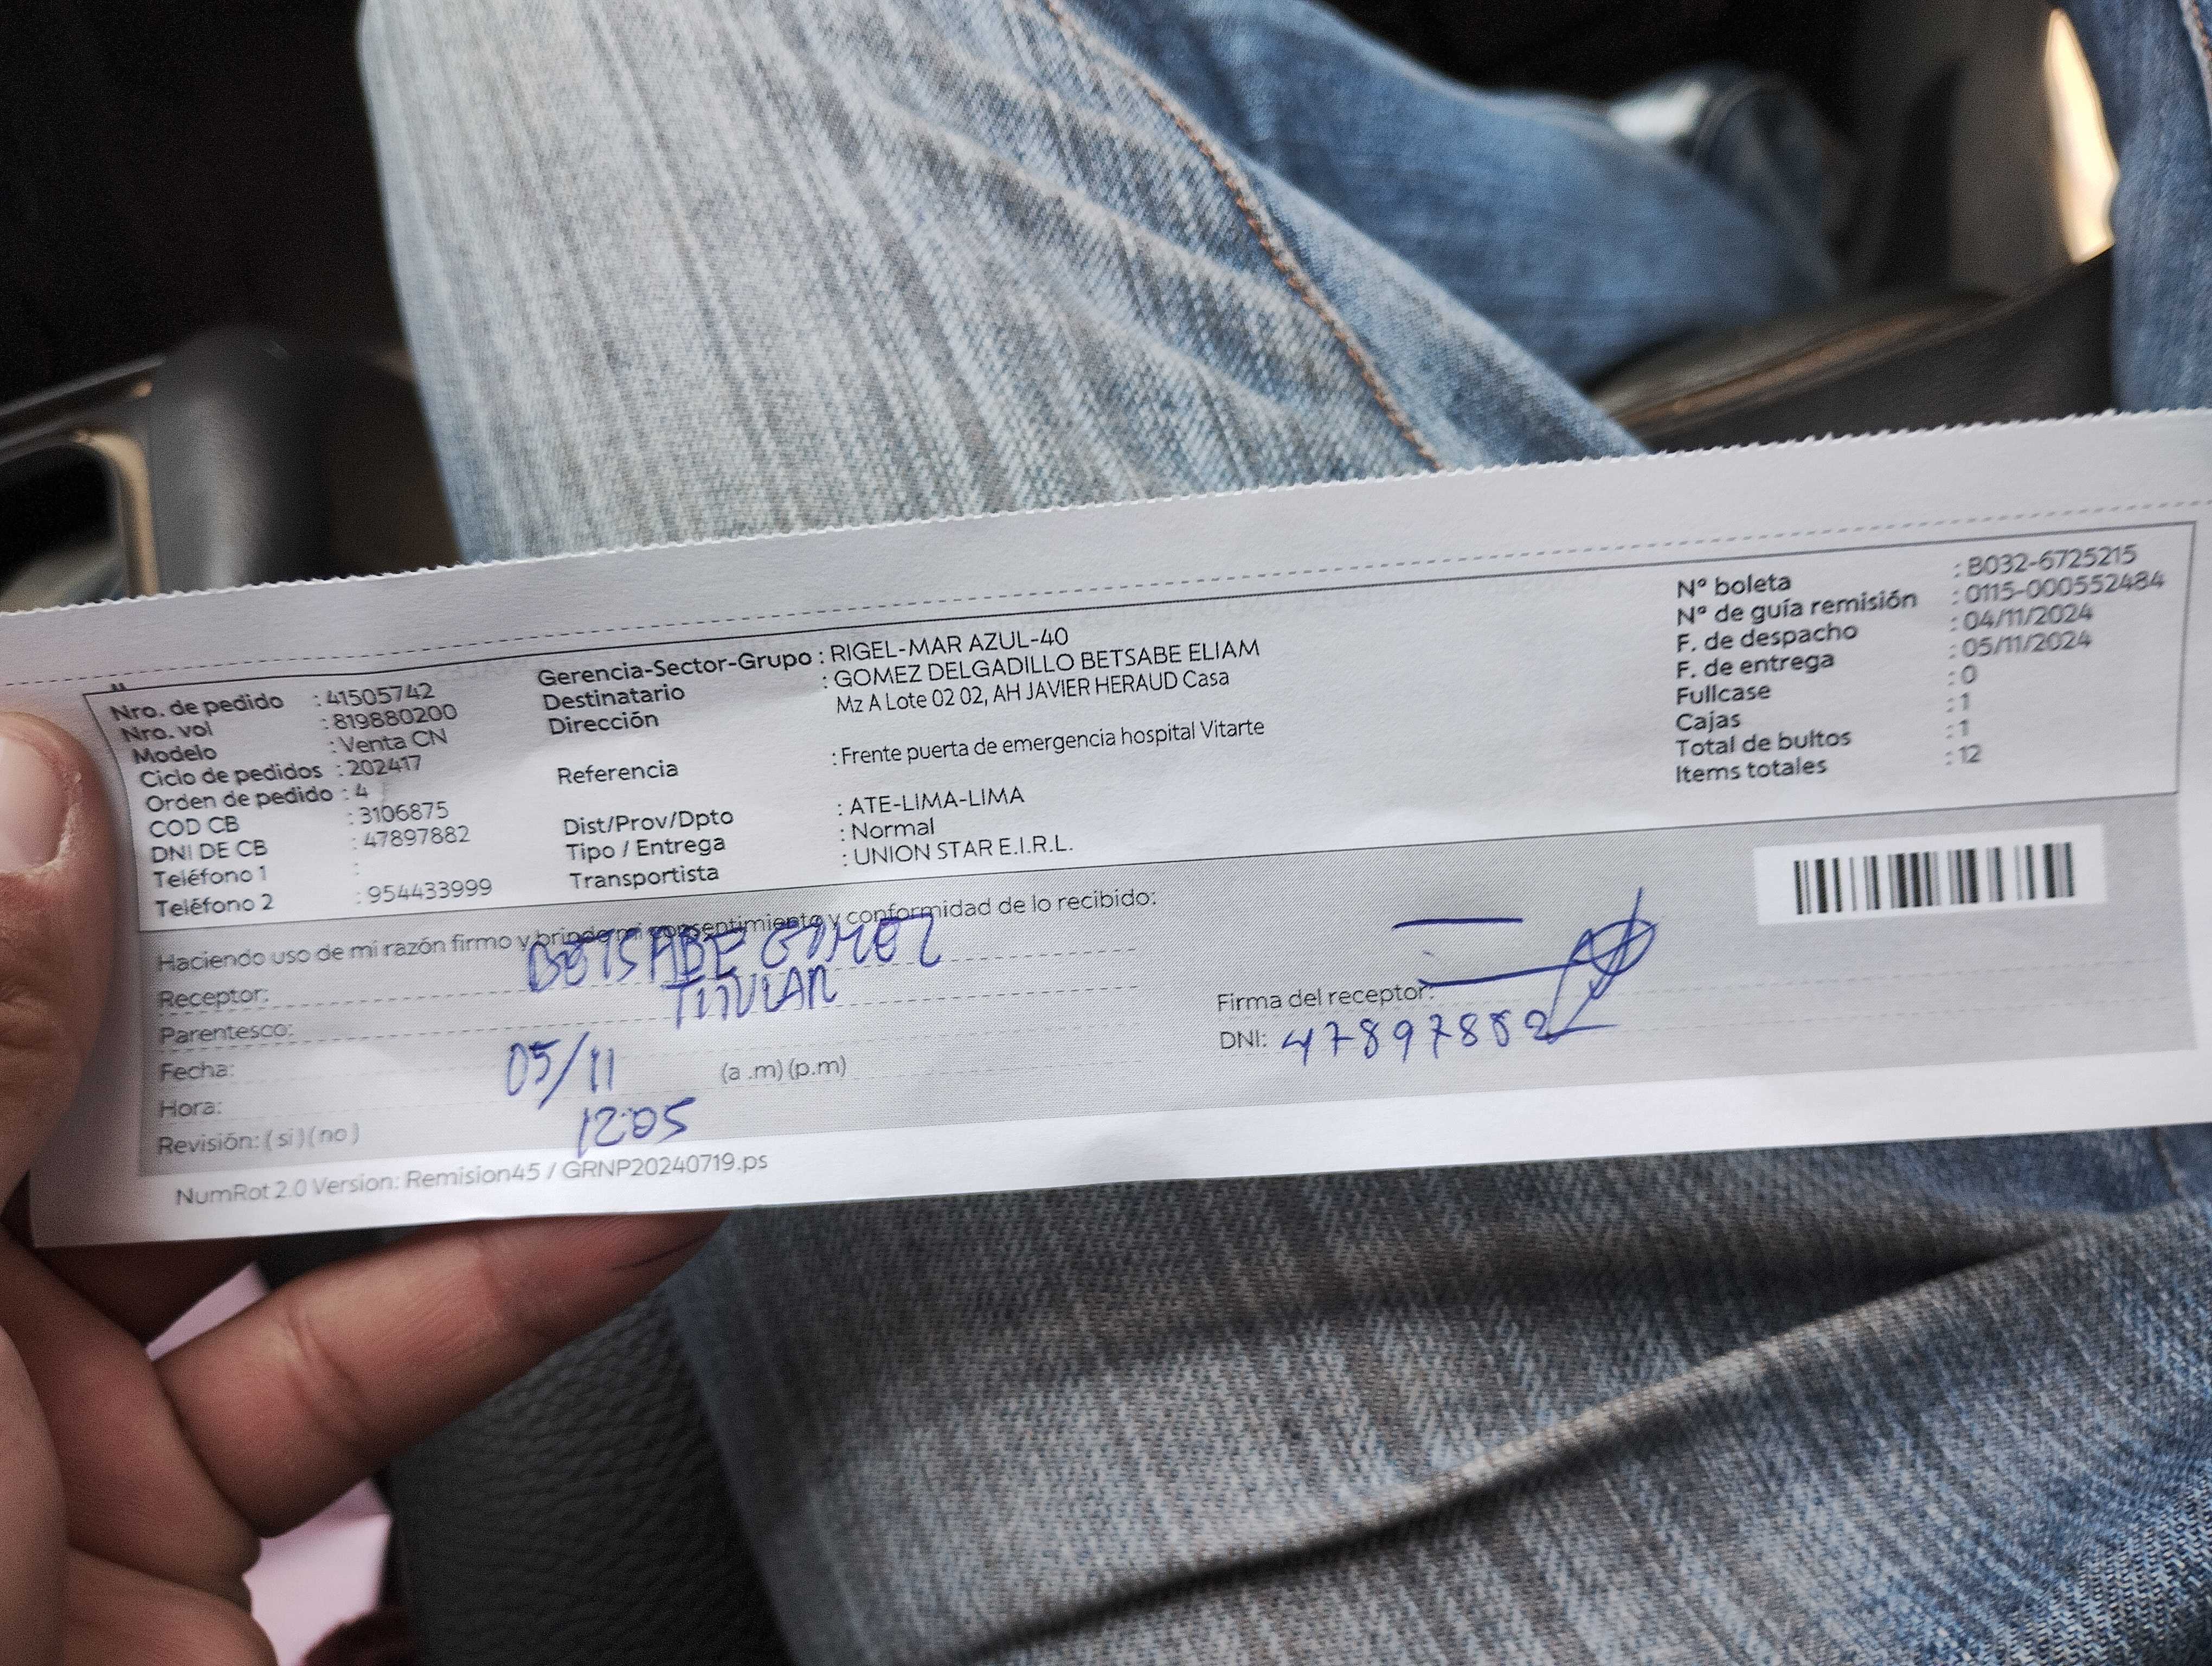 Nro. de pedido : 41505742
Nro. vol : 819880200
Modelo : Venta CN
Ciclo de pedidos : 202417
Orden de pedido : 4
COD CB : 3106875
DNI DE CB : 47897882
Teléfono 1 :
Teléfono 2 : 954433999
Gerencia-Sector-Grupo : RIGEL-MAR AZUL-40
Destinatario : GOMEZ DELGADILLO BETSABE ELIAM
Dirección Mz A Lote 02 02, AH JAVIER HERAUD Casa
Referencia : Frente puerta de emergencia hospital Vitarte
Dist/Prov/Dpto : ATE-LIMA-LIMA
Tipo / Entrega : Normal
Transportista : UNION STAR E.I.R.L.
Nº boleta : B032-6725215
Nº de guía remisión : 0115-000552484
F. de despacho : 04/11/2024
F. de entrega : 05/11/2024
Fullcase : 0
Cajas : 1
Total de bultos : 1
Items totales : 12
Haciendo uso de mi razón firmo y brindo mi consentimiento y conformidad de lo recibido:
Receptor: BETSABE GOMEZ
Parentesco: TITULAR
Fecha: 05/11 (a .m) (p.m)
Hora: 12:05
Revisión: ( si ) ( no )
Firma del receptor:
DNI: 47897882
NumRot 2.0 Version: Remision45 / GRNP20240719.ps